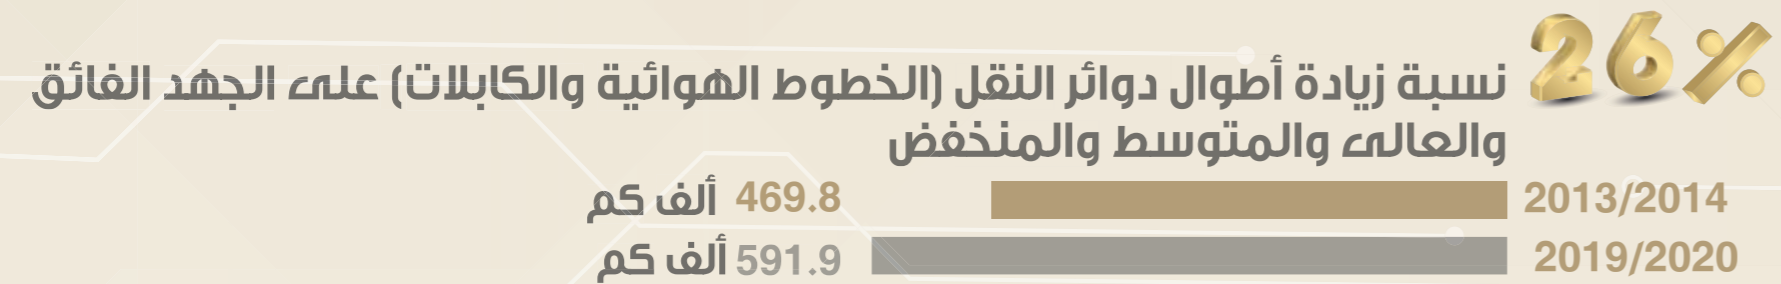 26%
نسبة زيادة أطوال دوائر النقل (الخطوط الهوائية والكابلات) على الجهد الفائق
والعالى والمتوسط والمنخفض
2013/2014 469.8 ألف كم
2019/2020 591.9 ألف كم